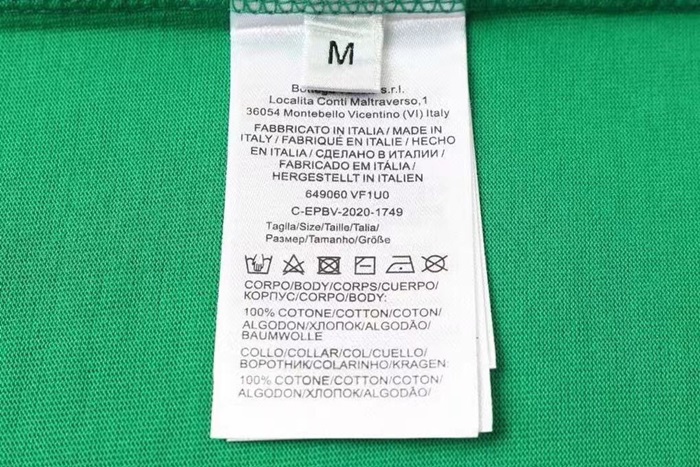 M
s.r.l.
Localita Conti Maltraverso,1
36054 Montebello Vicentino (VI) Italy
FABBRICATO IN ITALIA / MADE IN
ITALY / FABRIQUÉ EN ITALIE / HECHO
EN ITALIA / СДЕЛАНО В ИТАЛИИ /
FABRICADO EM ITÁLIA /
HERGESTELLT IN ITALIEN
649060 VF1U0
C-EPBV-2020-1749
Taglia/Size/Taille/Talia/
Размер/Tamanho/Größe
CORPO/BODY/CORPS/CUERPO/
КОРПУС/CORPO/BODY:
100% COTONE/COTTON/COTON/
ALGODON/ХЛОПОК/ALGODÃO/
BAUMWOLLE
COLLO/COLLAR/COL/CUELLO/
ВОРОТНИК/COLARINHO/KRAGEN:
100% COTONE/COTTON/COTON/
ALGODON/ХЛОПОК/ALGODÃO/